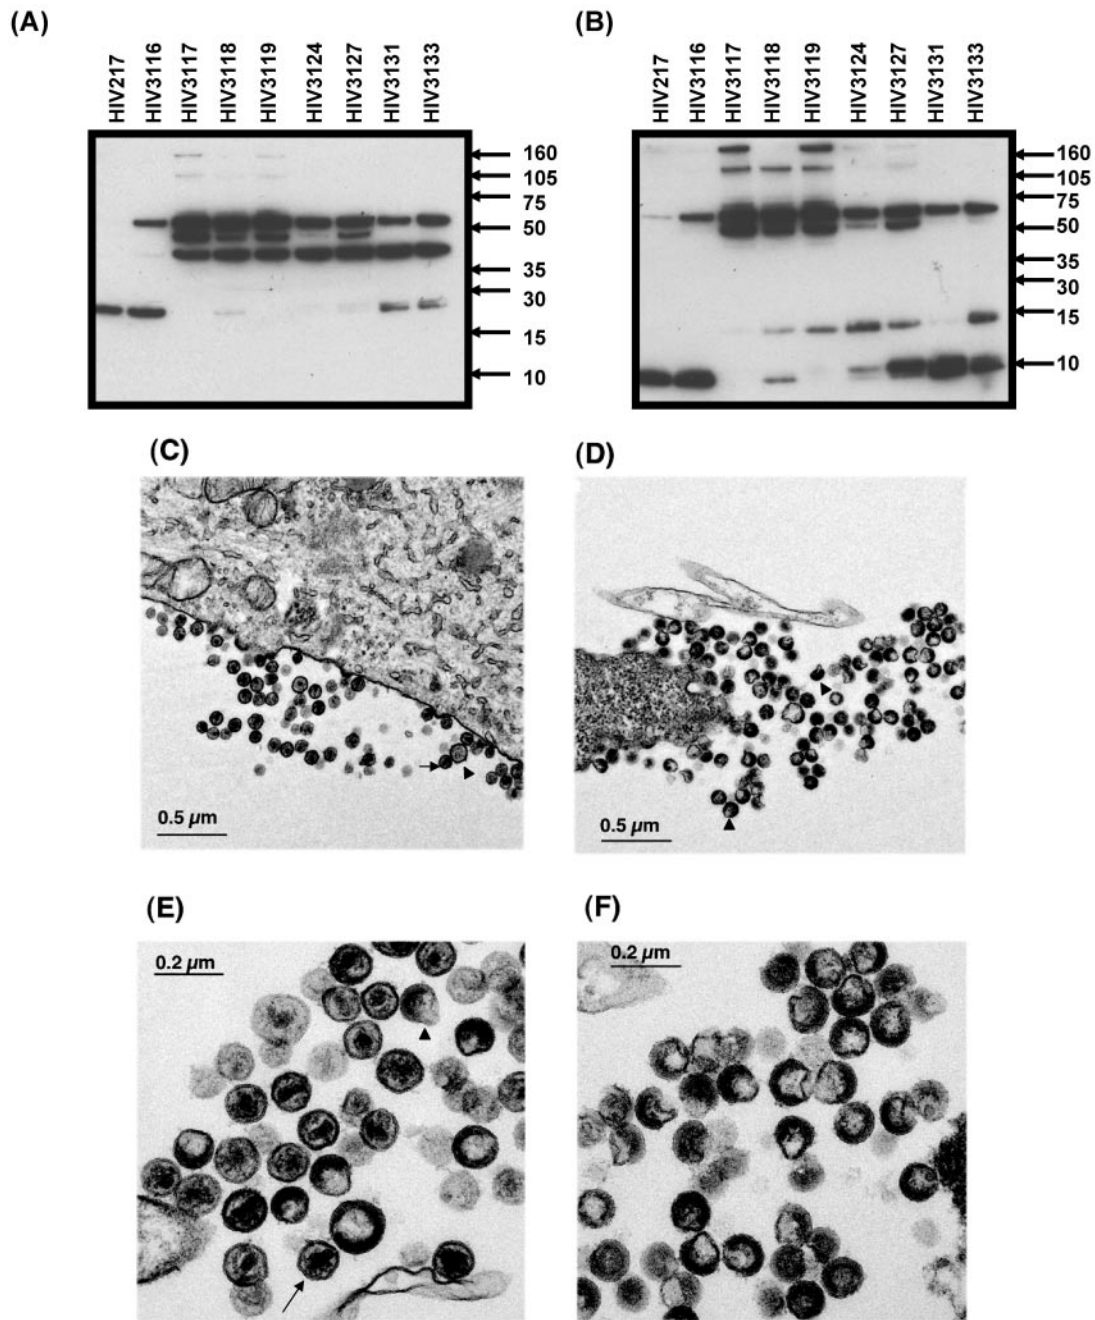 (A)
HIV217
HIV3116
HIV3117
HIV3118
HIV3119
HIV3124
HIV3127
HIV3131
HIV3133
160
105
75
50
35
30
15
10
(B)
HIV217
HIV3116
HIV3117
HIV3118
HIV3119
HIV3124
HIV3127
HIV3131
HIV3133
160
105
75
50
35
30
15
10
(C)
0.5 µm
(D)
0.5 µm
(E)
0.2 µm
(F)
0.2 µm